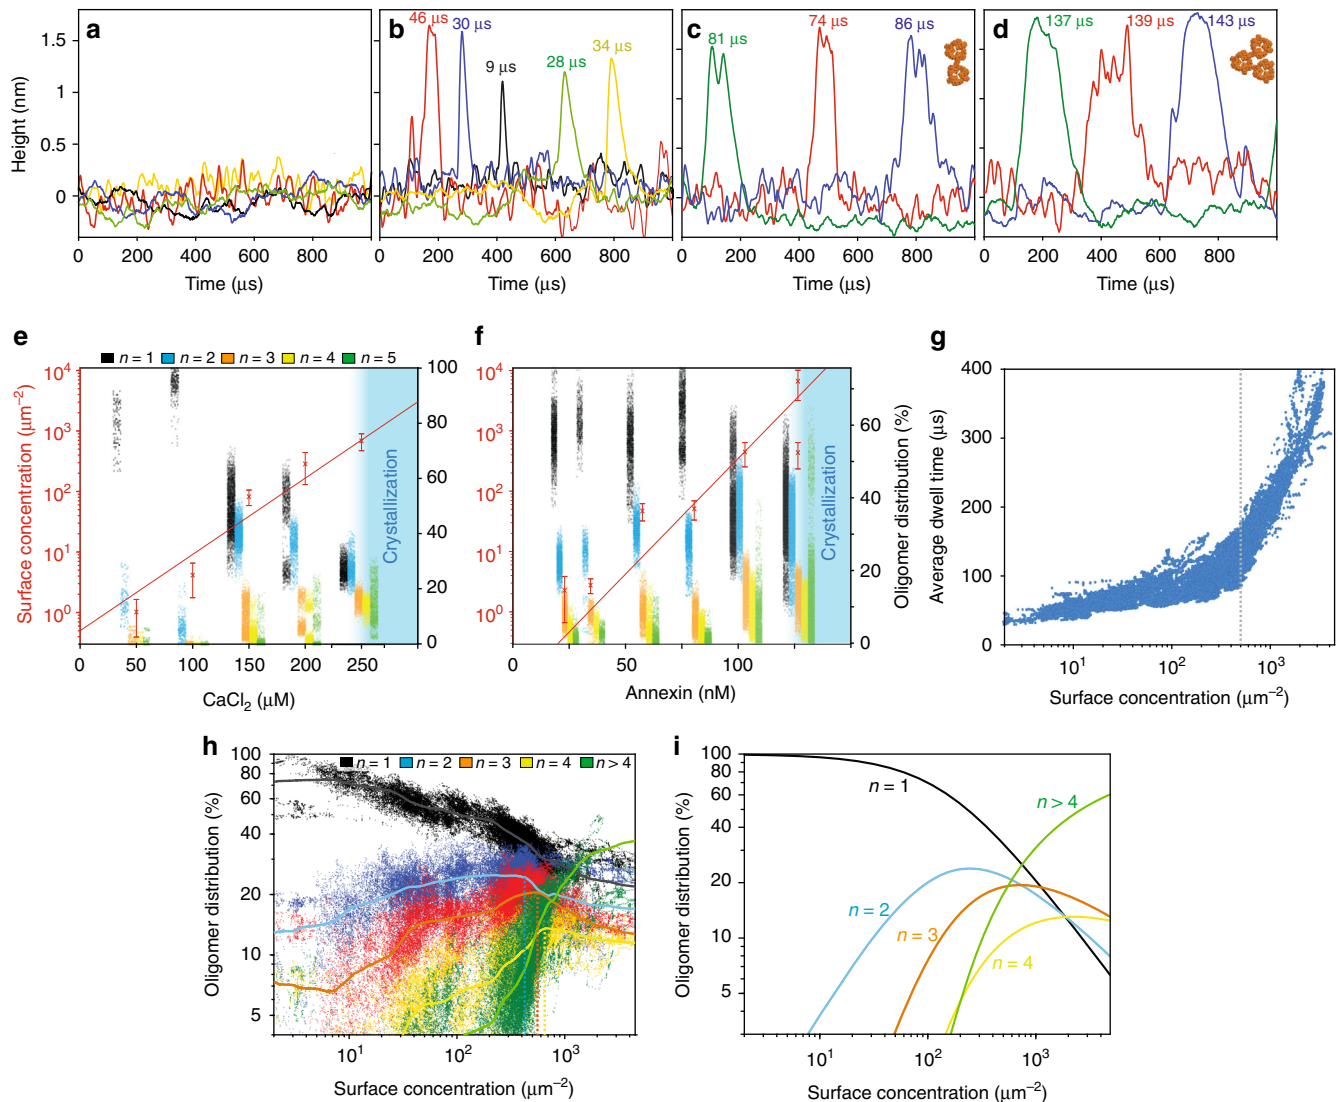 a
b
c
d
46 μs
30 μs
9 μs
28 μs
34 μs
81 μs
74 μs
86 μs
137 μs
139 μs
143 μs
Height (nm)
1.5
1
0.5
0
0 200 400 600 800
0 200 400 600 800
0 200 400 600 800
0 200 400 600 800
Time (μs)
Time (μs)
Time (μs)
Time (μs)
e
n = 1 n = 2 n = 3 n = 4 n = 5
Surface concentration (μm⁻²)
10⁴
10³
10²
10¹
10⁰
100
80
60
40
20
0
Crystallization
0 50 100 150 200 250
CaCl₂ (μM)
f
10⁴
10³
10²
10¹
10⁰
60
40
20
0
Oligomer distribution (%)
Crystallization
0 50 100
Annexin (nM)
g
Average dwell time (μs)
400
300
200
100
0
10¹ 10² 10³
Surface concentration (μm⁻²)
h
n = 1 n = 2 n = 3 n = 4 n > 4
Oligomer distribution (%)
100
80
60
40
20
10
5
10¹ 10² 10³
Surface concentration (μm⁻²)
i
Oligomer distribution (%)
100
80
60
40
20
10
5
n = 1
n > 4
n = 2
n = 3
n = 4
10¹ 10² 10³
Surface concentration (μm⁻²)